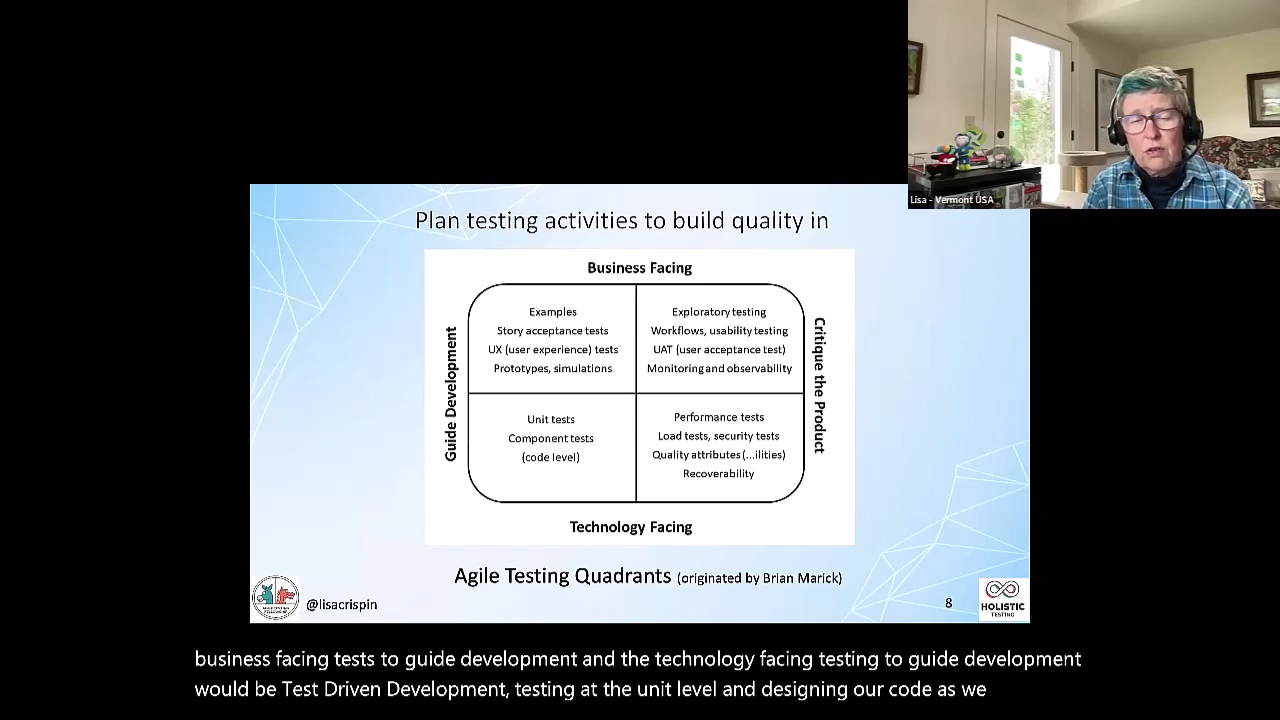 Lisa - Vermont USA
Plan testing activities to build quality in
Business Facing
Guide Development
Examples
Story acceptance tests
UX (user experience) tests
Prototypes, simulations
Exploratory testing
Workflows, usability testing
UAT (user acceptance test)
Monitoring and observability
Critique the Product
Unit tests
Component tests
(code level)
Performance tests
Load tests, security tests
Quality attributes (...ilities)
Recoverability
Technology Facing
Agile Testing Quadrants (originated by Brian Marick)
@lisacrispin
8
HOLISTIC
TESTING
business facing tests to guide development and the technology facing testing to guide development
would be Test Driven Development, testing at the unit level and designing our code as we